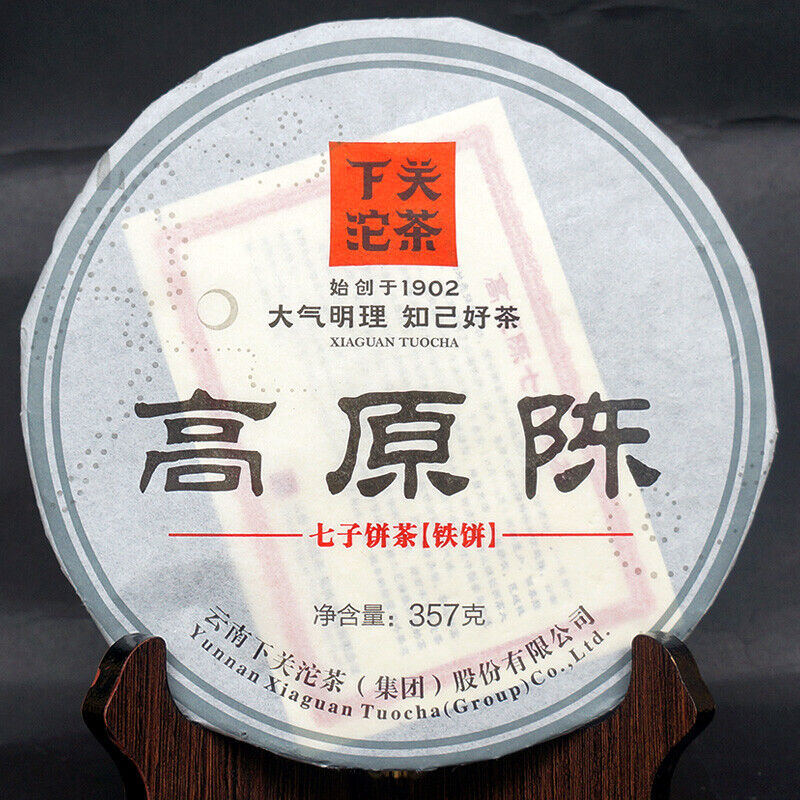 下关
沱茶
始创于1902
大气明理 知己好茶
XIAGUAN TUOCHA
高原陈
七子饼茶【铁饼】
净含量：357克
云南下关沱茶（集团）股份有限公司
Yunnan Xiaguan Tuocha(Group)Co.,Ltd.